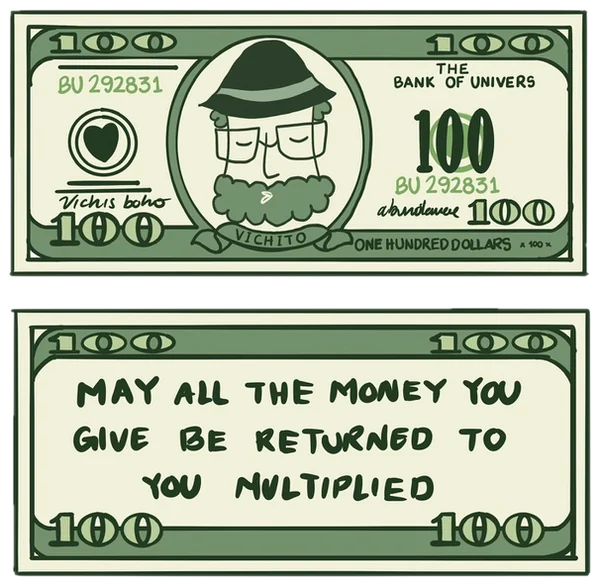 100 100
BU 292831
THE
BANK OF UNIVERS
100
BU 292831
Vichis boho
abundance 100
100
VICHITO
ONE HUNDRED DOLLARS x 100 x
100 100
MAY ALL THE MONEY YOU
GIVE BE RETURNED TO
YOU MULTIPLIED
100 100